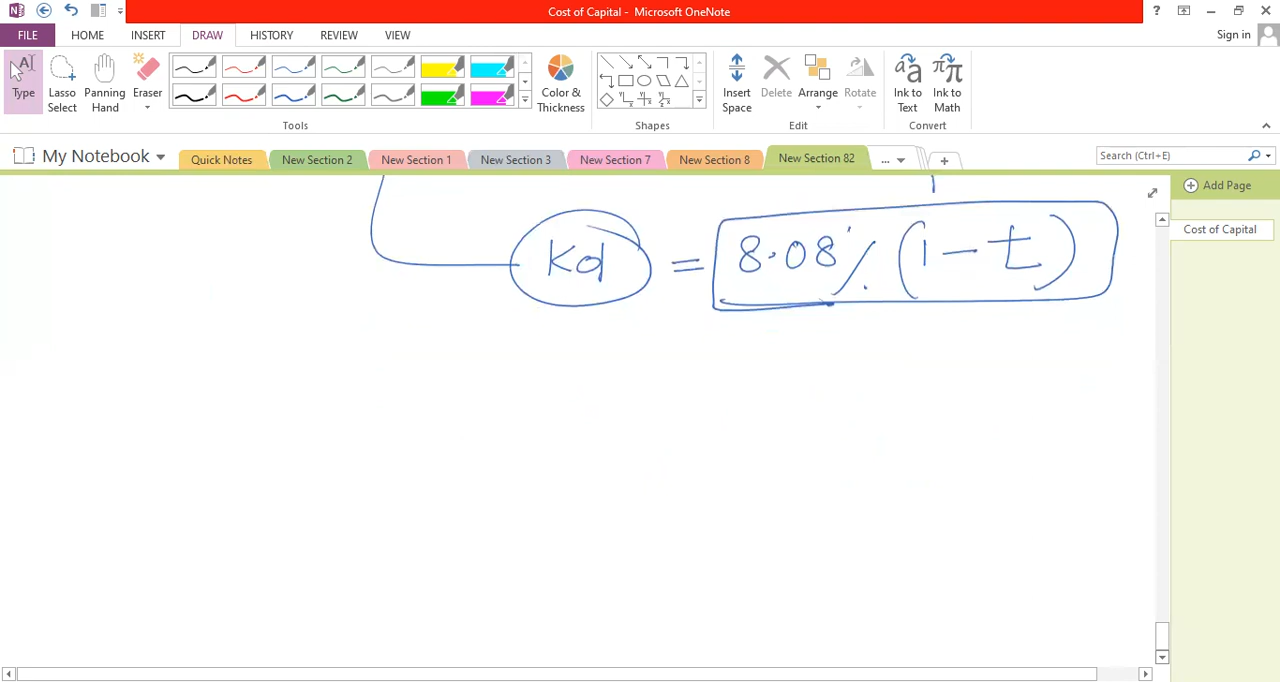 Cost of Capital - Microsoft OneNote
?
FILE HOME INSERT DRAW HISTORY REVIEW VIEW Sign in
Type
Lasso Select
Panning Hand
Eraser
Color & Thickness
Insert Space
Delete
Arrange
Rotate
Ink to Text
Ink to Math
Tools Shapes Edit Convert
My Notebook Quick Notes New Section 2 New Section 1 New Section 3 New Section 7 New Section 8 New Section 82 ... Search (Ctrl+E)
Add Page
Cost of Capital
Kd = 8.08% (1-t)